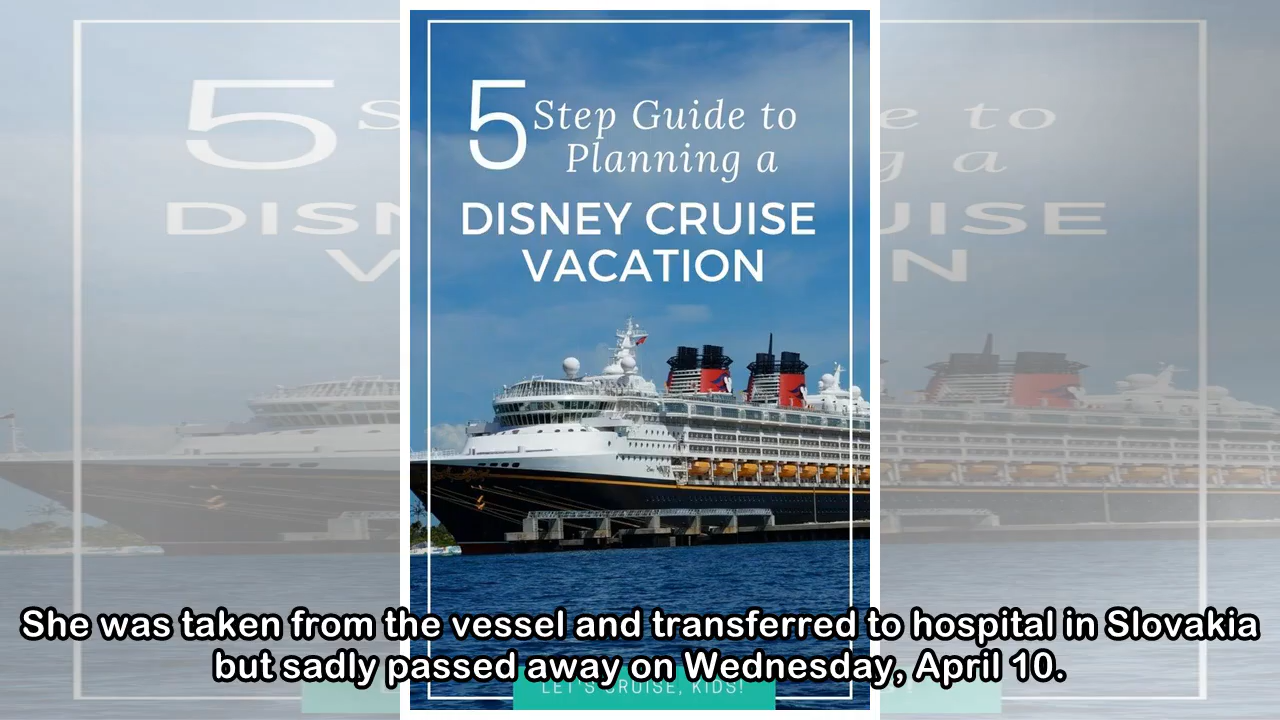 5 Step Guide to
Planning a
DISNEY CRUISE
VACATION
She was taken from the vessel and transferred to hospital in Slovakia
but sadly passed away on Wednesday, April 10.
LET'S CRUISE, KIDS!